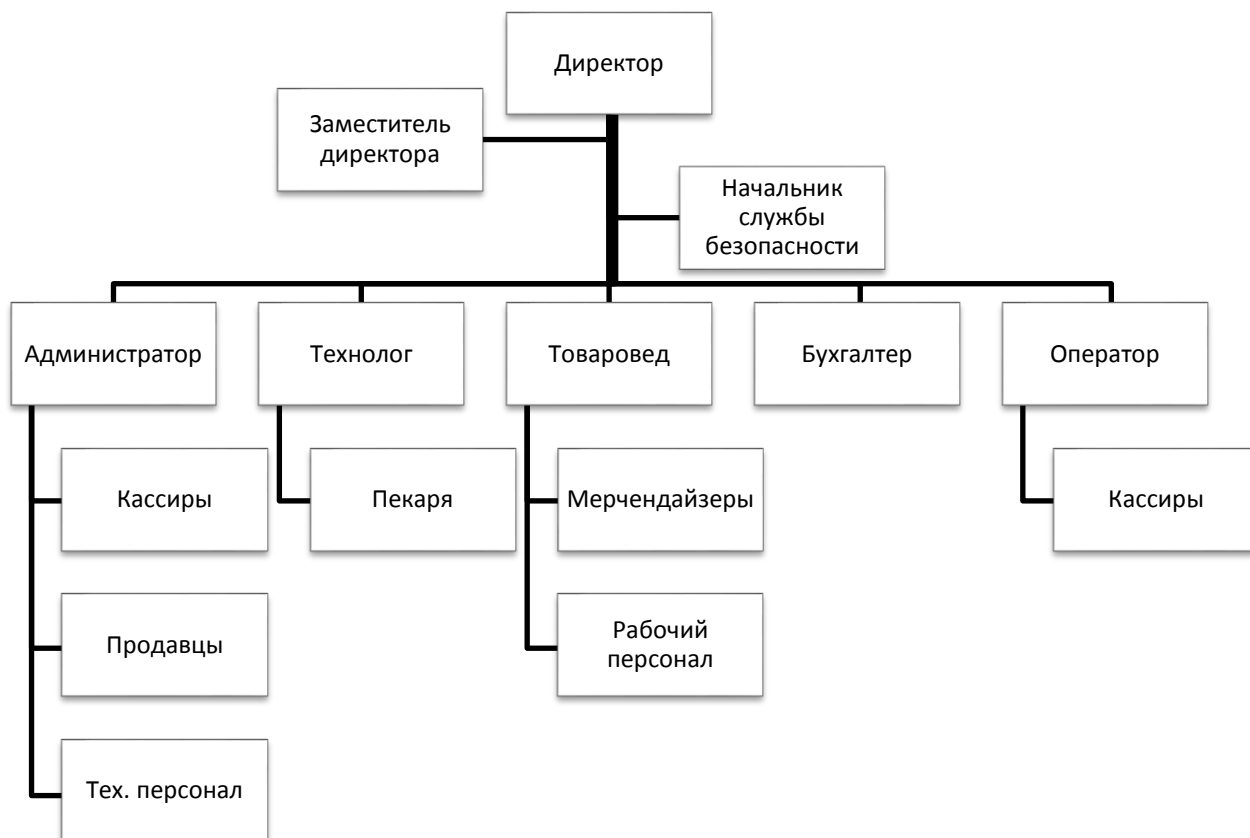 Директор
Заместитель
директора
Начальник
службы
безопасности
Администратор
Технолог
Товаровед
Бухгалтер
Оператор
Кассиры
Пекаря
Мерчендайзеры
Кассиры
Продавцы
Рабочий
персонал
Тех. персонал